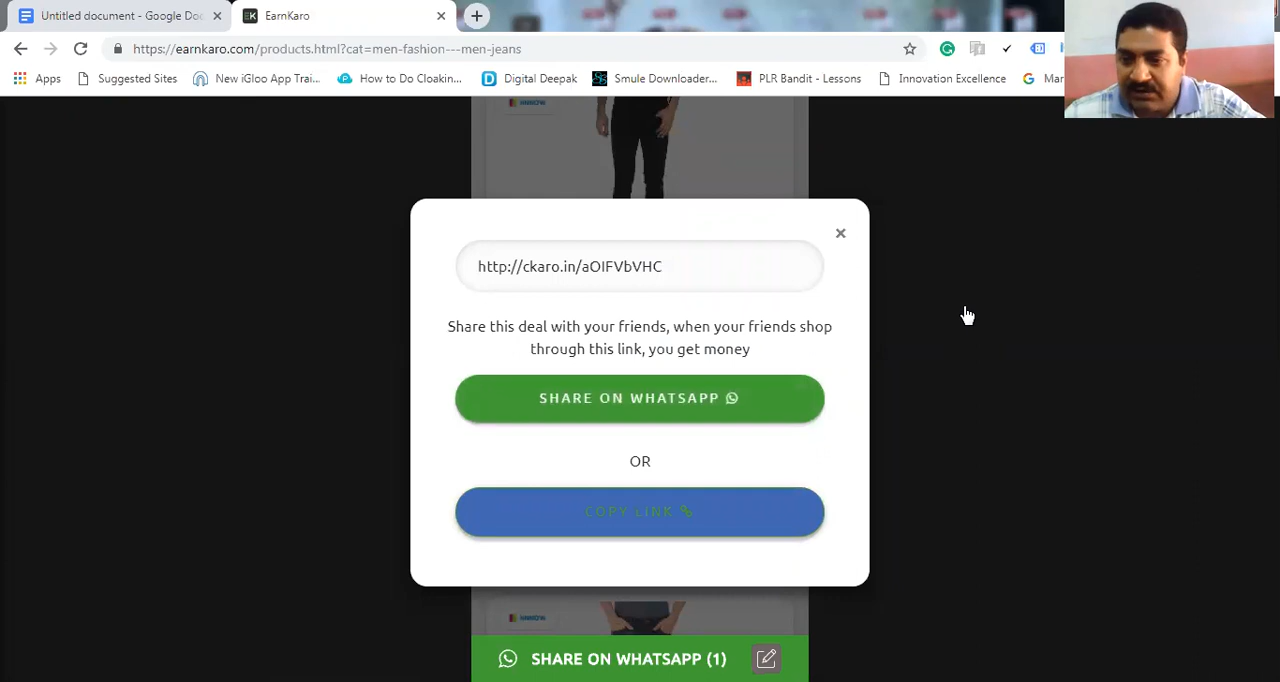 Untitled document - Google Doc
EarnKaro
https://earnkaro.com/products.html?cat=men-fashion---men-jeans
Apps
Suggested Sites
New iGloo App Trai...
How to Do Cloakin...
Digital Deepak
Smule Downloader...
PLR Bandit - Lessons
Innovation Excellence
Mar
http://ckaro.in/aOIFVbVHC
Share this deal with your friends, when your friends shop
through this link, you get money
SHARE ON WHATSAPP
OR
COPY LINK
SHARE ON WHATSAPP (1)